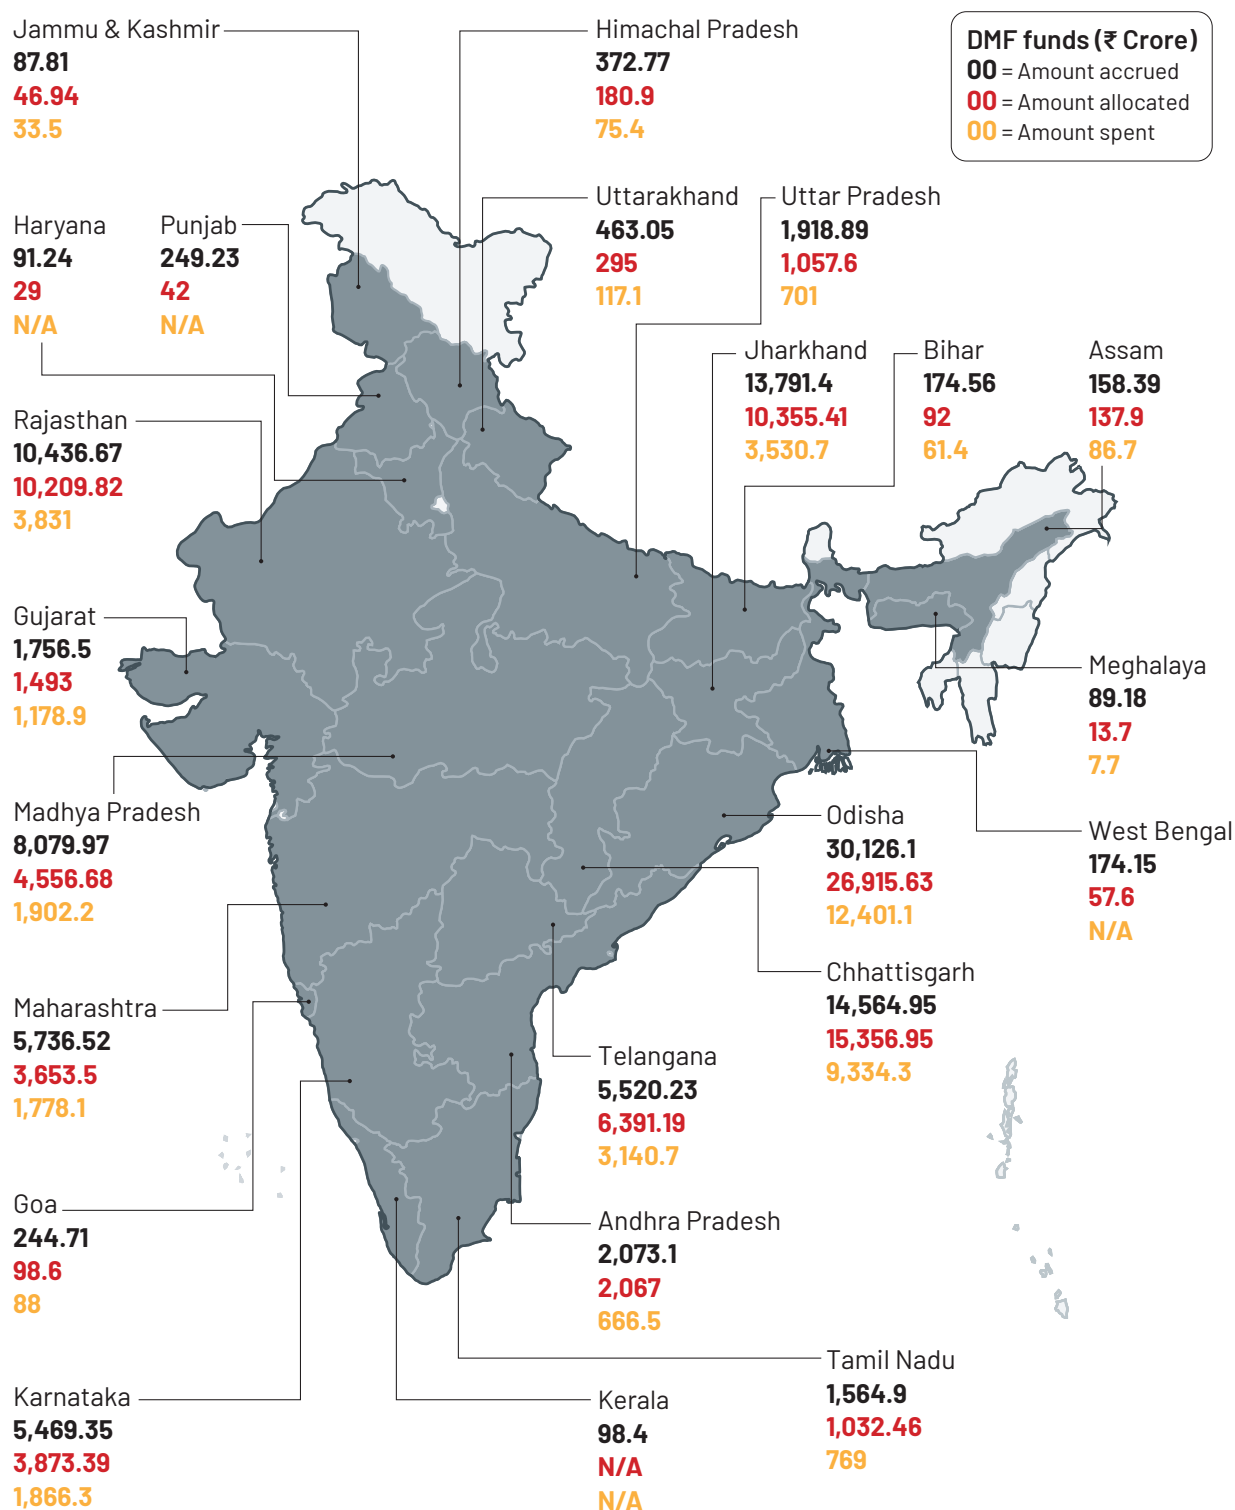 Jammu & Kashmir
87.81
46.94
33.5
Himachal Pradesh
372.77
180.9
75.4
DMF funds (₹ Crore)
00 = Amount accrued
00 = Amount allocated
00 = Amount spent
Haryana
91.24
29
N/A
Punjab
249.23
42
N/A
Uttarakhand
463.05
295
117.1
Uttar Pradesh
1,918.89
1,057.6
701
Jharkhand
13,791.4
10,355.41
3,530.7
Bihar
174.56
92
61.4
Assam
158.39
137.9
86.7
Rajasthan
10,436.67
10,209.82
3,831
Gujarat
1,756.5
1,493
1,178.9
Meghalaya
89.18
13.7
7.7
Madhya Pradesh
8,079.97
4,556.68
1,902.2
Odisha
30,126.1
26,915.63
12,401.1
West Bengal
174.15
57.6
N/A
Chhattisgarh
14,564.95
15,356.95
9,334.3
Maharashtra
5,736.52
3,653.5
1,778.1
Telangana
5,520.23
6,391.19
3,140.7
Goa
244.71
98.6
88
Andhra Pradesh
2,073.1
2,067
666.5
Tamil Nadu
1,564.9
1,032.46
769
Karnataka
5,469.35
3,873.39
1,866.3
Kerala
98.4
N/A
N/A